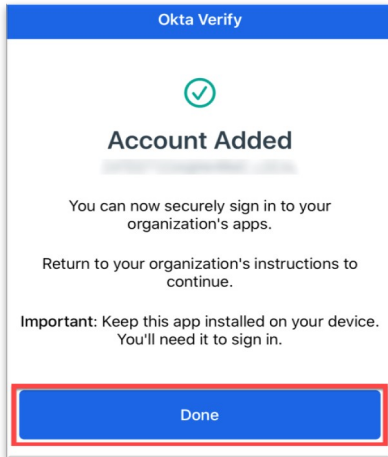 Okta Verify
Account Added
You can now securely sign in to your
organization's apps.
Return to your organization's instructions to
continue.
Important: Keep this app installed on your device.
You'll need it to sign in.
Done